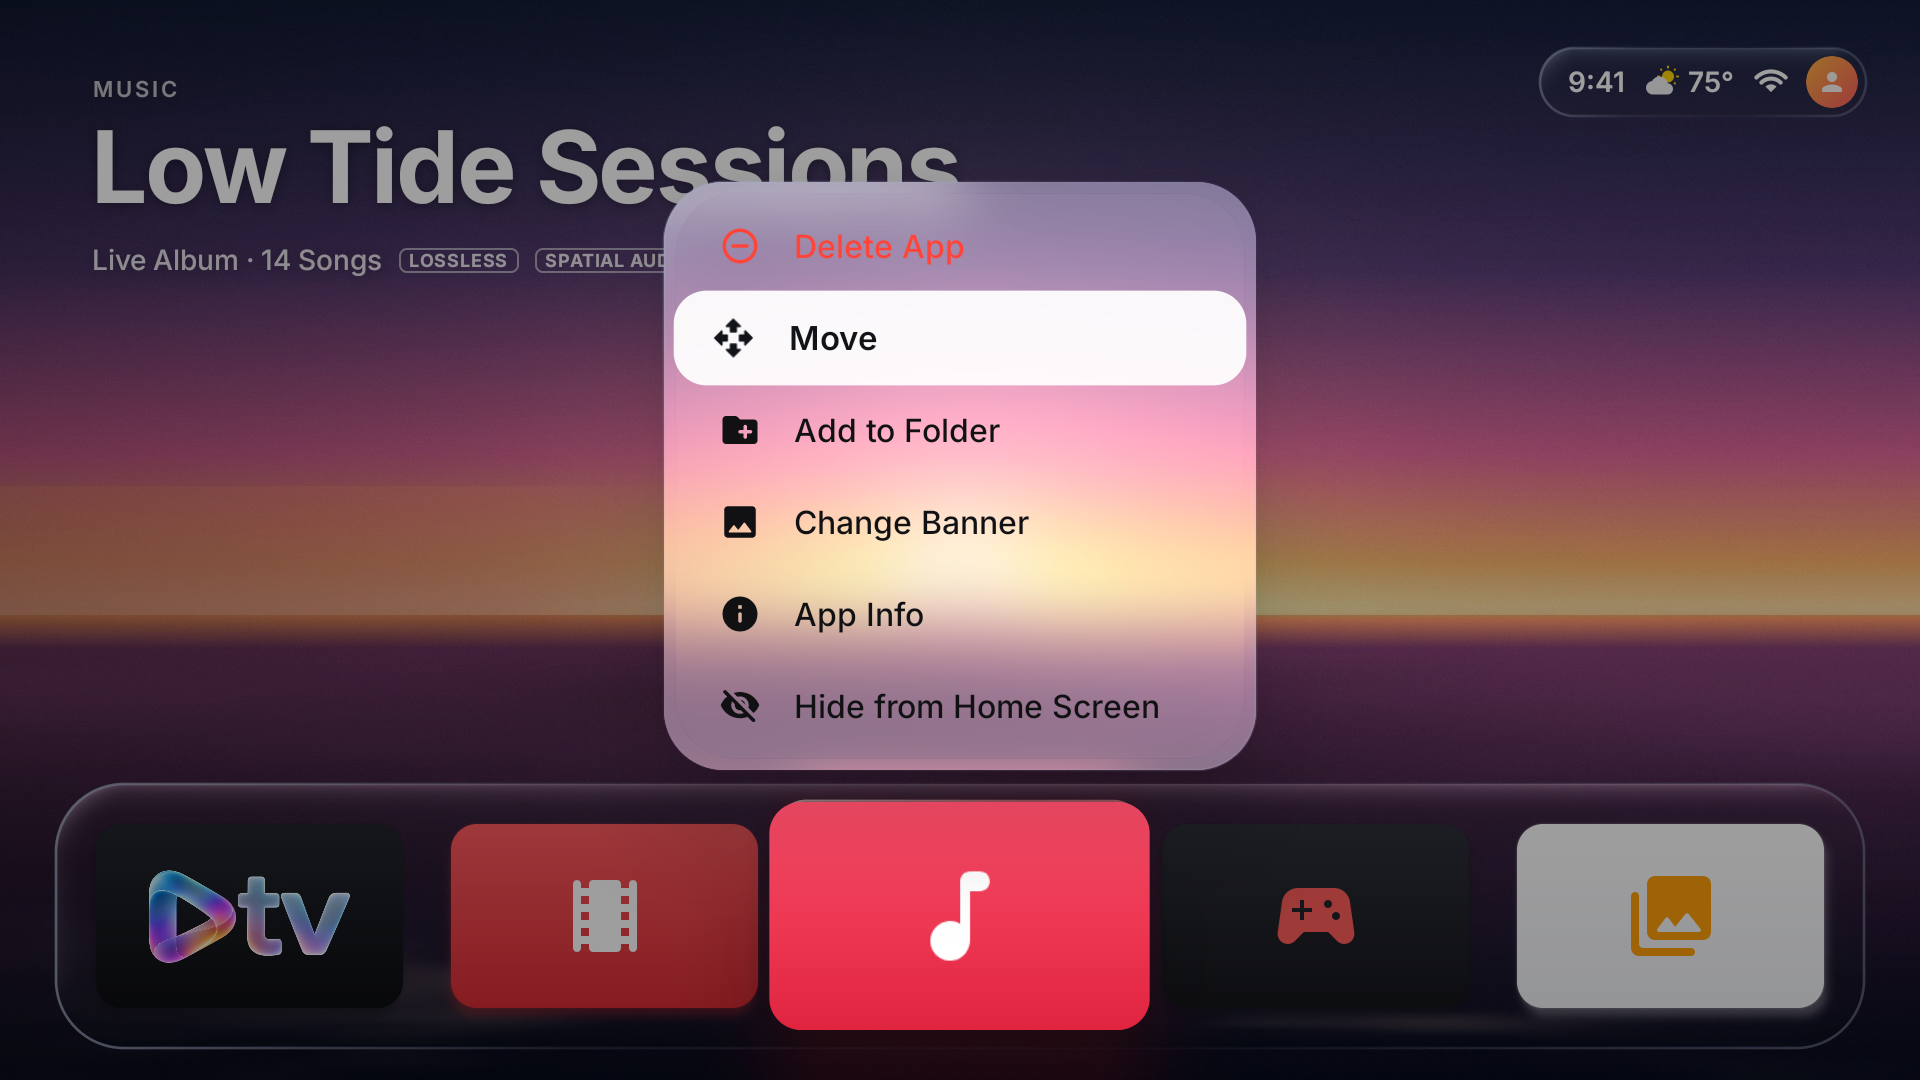 MUSIC
Low Tide Sessions
Live Album · 14 Songs LOSSLESS SPATIAL
9:41 75°
Delete App
Move
Add to Folder
Change Banner
App Info
Hide from Home Screen
tv